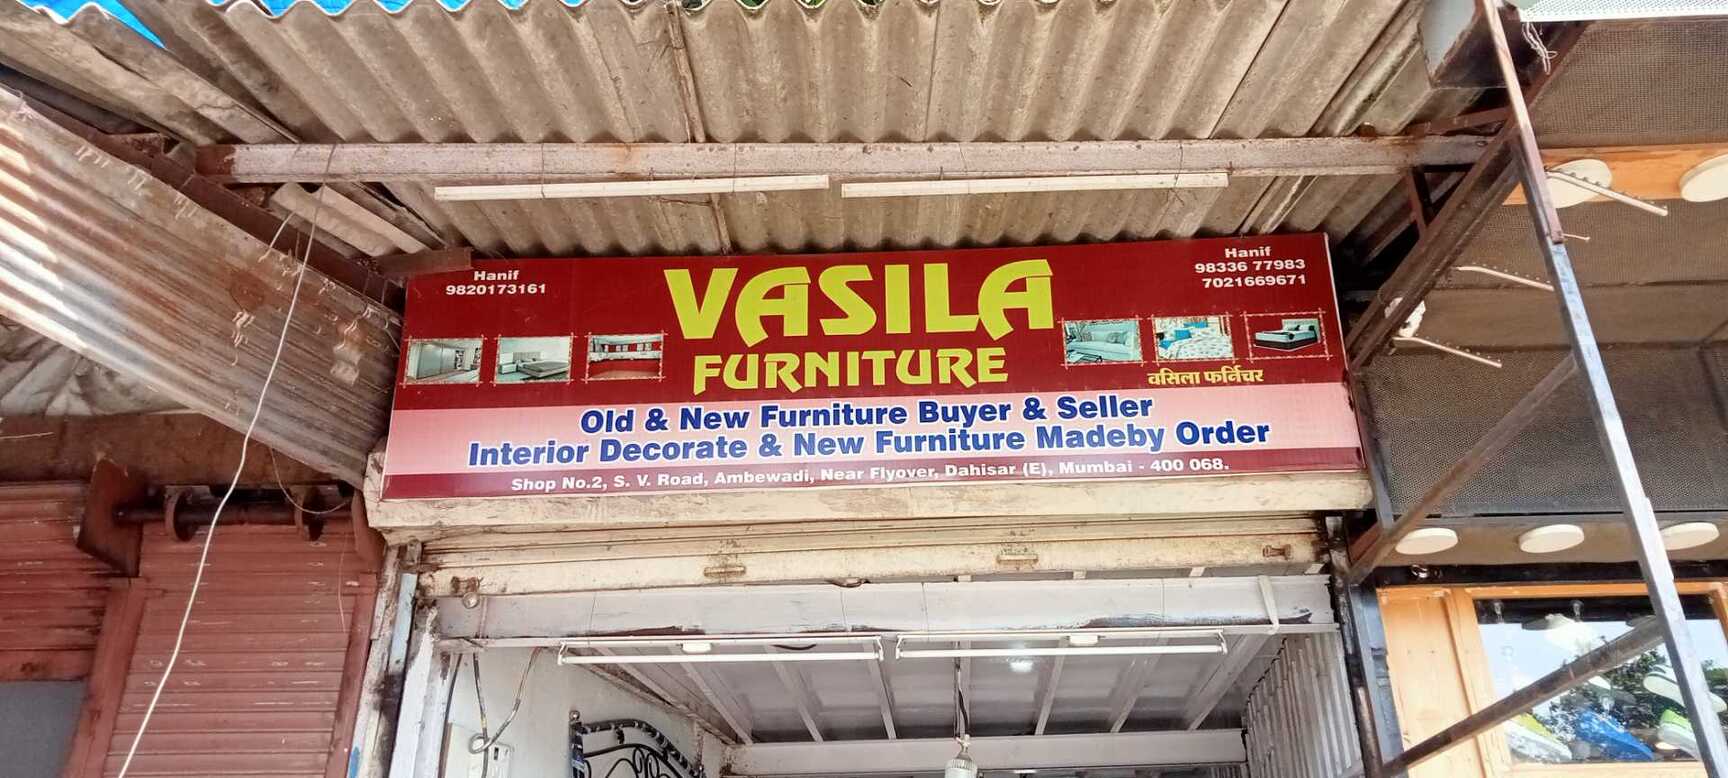 Hanif
9820173161
VASILA
FURNITURE
Hanif
98336 77983
7021669671
वसिला फर्निचर
Old & New Furniture Buyer & Seller
Interior Decorate & New Furniture Madeby Order
Shop No.2, S. V. Road, Ambewadi, Near Flyover, Dahisar (E), Mumbai - 400 068.